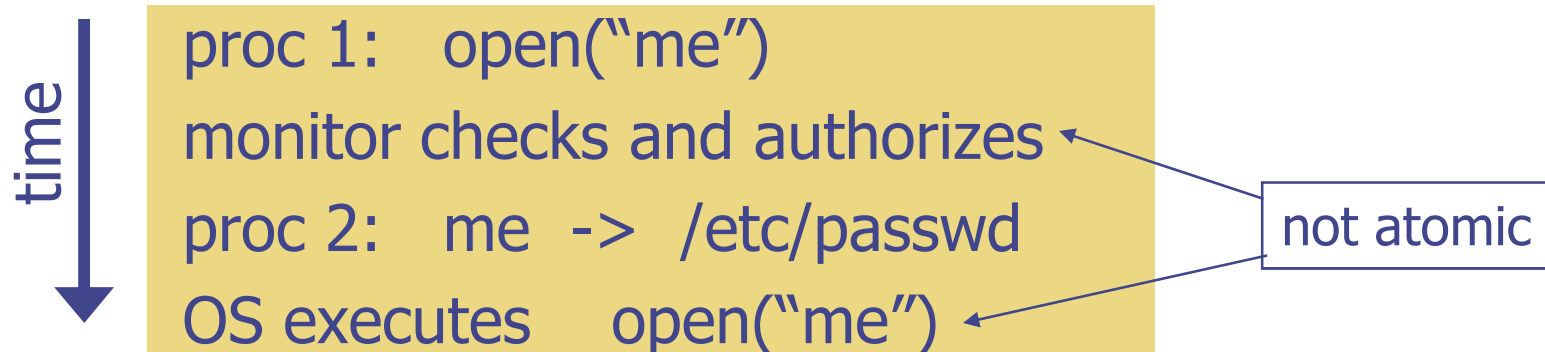 time
proc 1: open(“me”)
monitor checks and authorizes
proc 2: me -> /etc/passwd
OS executes open(“me”)
not atomic